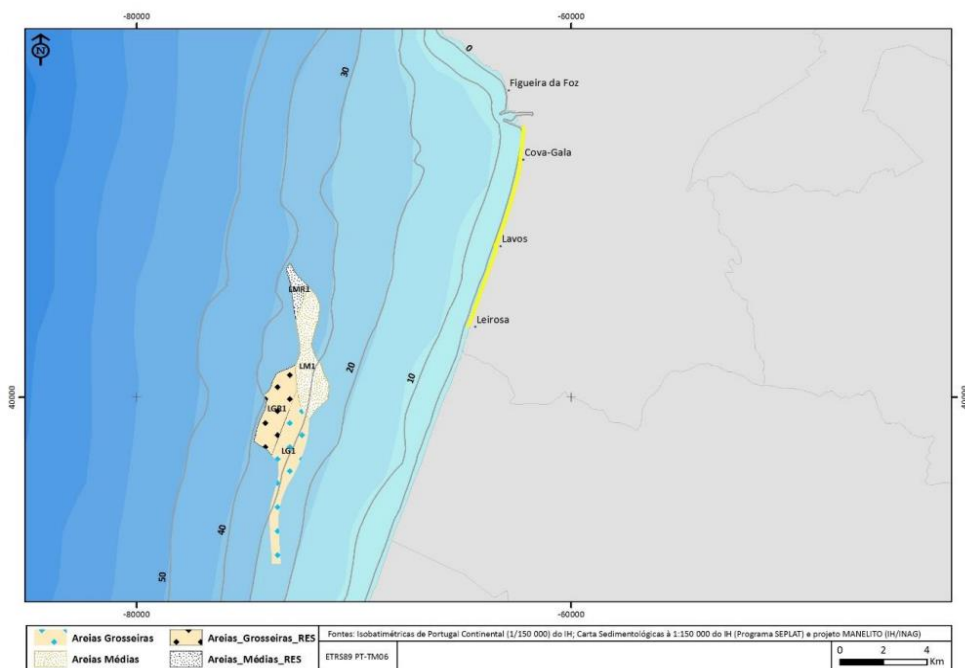 -80000
-60000
N
0
30
Figueira da Foz
Cova-Gala
Lavos
LMR1
Leirosa
LM1
20
10
40000
40000
LGR1
LG1
40
50
-80000
-60000
Areias Grosseiras
Areias_Grosseiras_RES
Fontes: Isobatimétricas de Portugal Continental (1/150 000) do IH; Carta Sedimentológicas à 1:150 000 do IH (Programa SEPLAT) e projeto MANELITO (IH/INAG)
Areias Médias
Areias_Médias_RES
ETRS89 PT-TM06
0 2 4
Km